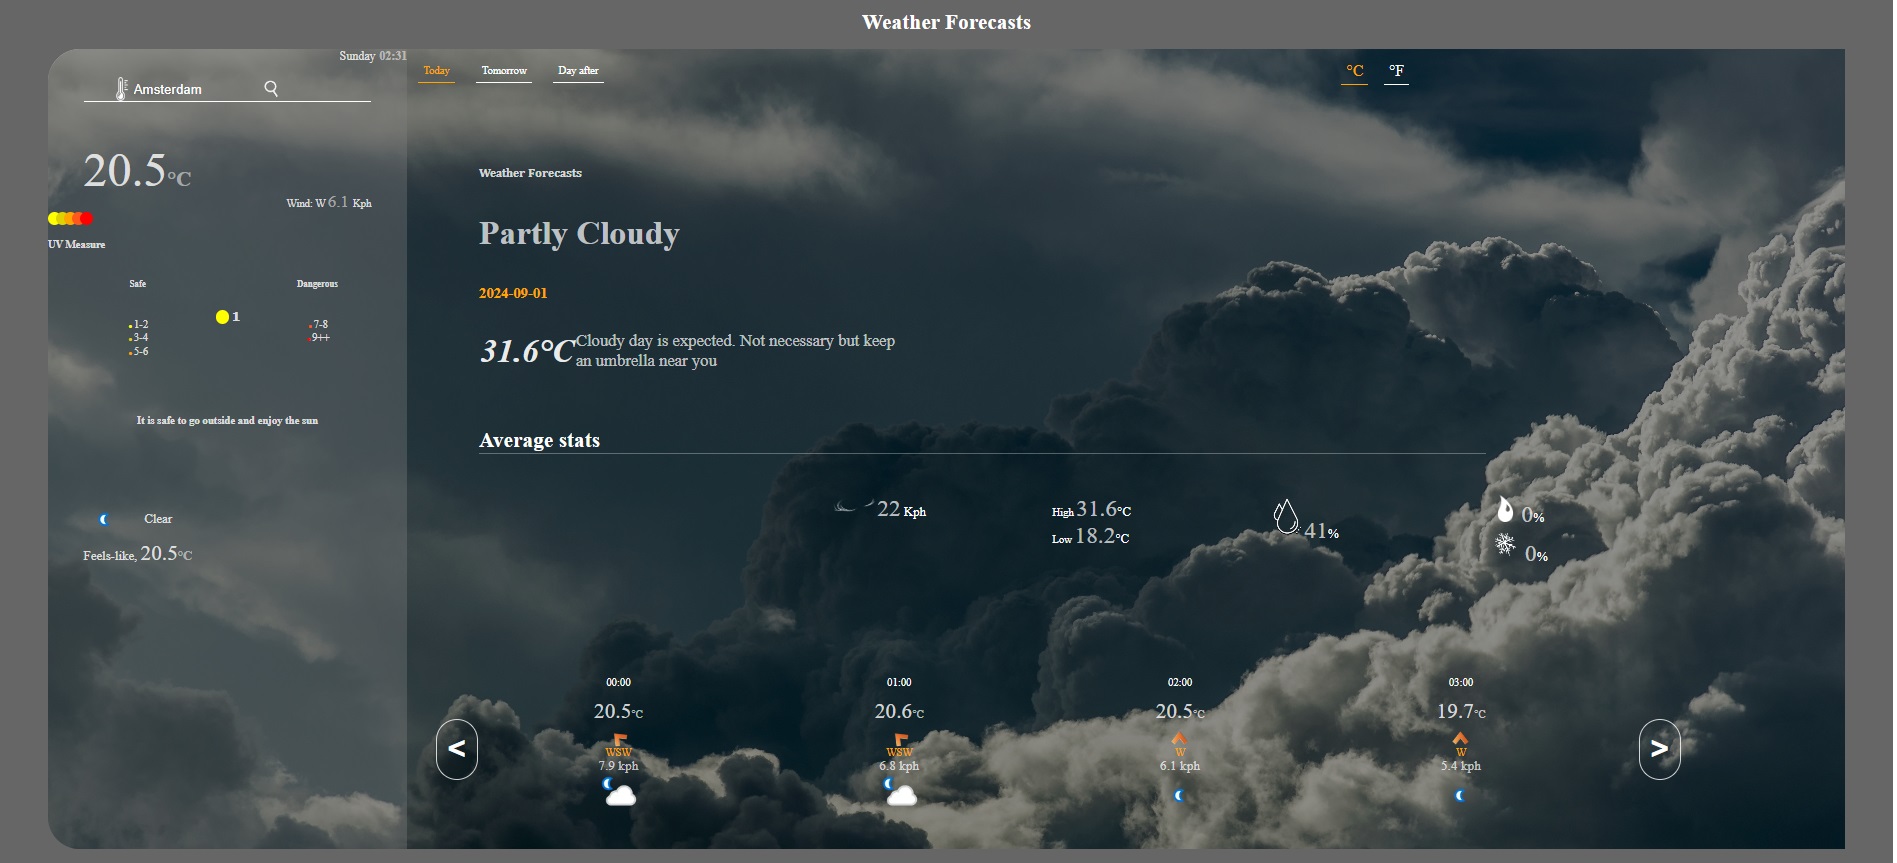 Weather Forecasts
Sunday 02:31
Amsterdam
20.5°C
Wind: W 6.1 Kph
UV Measure
Safe
Dangerous
1
1-2
3-4
5-6
7-8
9++
It is safe to go outside and enjoy the sun
Clear
Feels-like, 20.5°C
Today Tomorrow Day after
°C °F
Weather Forecasts
Partly Cloudy
2024-09-01
31.6°C
Cloudy day is expected. Not necessary but keep
an umbrella near you
Average stats
22 Kph
High 31.6°C
Low 18.2°C
41%
0%
0%
<
00:00
20.5°C
WSW
7.9 kph
01:00
20.6°C
WSW
6.8 kph
02:00
20.5°C
W
6.1 kph
03:00
19.7°C
W
5.4 kph
>